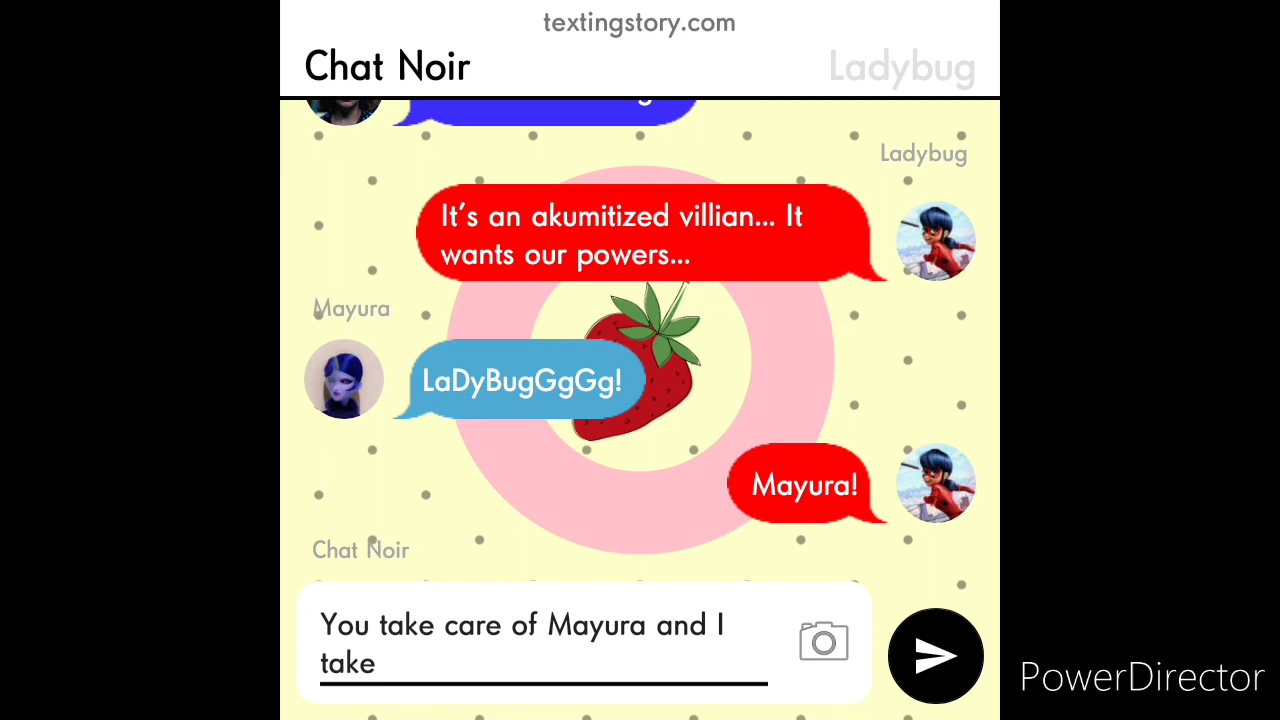 textingstory.com
Chat Noir
Ladybug
Ladybug
It's an akumitized villian... It
wants our powers...
Mayura
LaDyBugGgGg!
Mayura!
Chat Noir
You take care of Mayura and I
take
PowerDirector